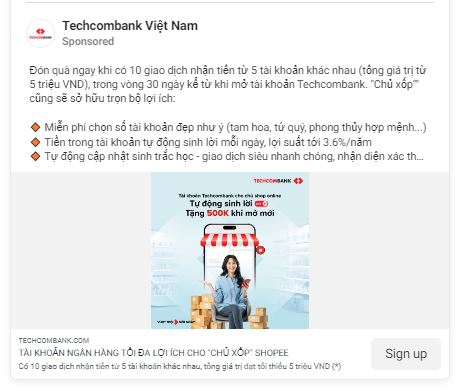 Techcombank Việt Nam
Sponsored
Đón quà ngay khi có 10 giao dịch nhận tiền từ 5 tài khoản khác nhau (tổng giá trị từ
5 triệu VND), trong vòng 30 ngày kể từ khi mở tài khoản Techcombank. "Chủ xốp""
cũng sẽ sở hữu trọn bộ lợi ích:
🔶 Miễn phí chọn số tài khoản đẹp như ý (tam hoa, tứ quý, phong thủy hợp mệnh...)
🔶 Tiền trong tài khoản tự động sinh lời mỗi ngày, lợi suất tới 3.6%/năm
🔶 Tự động cập nhật sinh trắc học - giao dịch siêu nhanh chóng, nhận diện xác th...
TECHCOMBANK
Tài khoản Techcombank cho chủ shop online
Tự động sinh lời
Tặng 500K khi mở mới
TECHCOMBANK.COM
TÀI KHOẢN NGÂN HÀNG TỐI ĐA LỢI ÍCH CHO "CHỦ XỐP" SHOPEE
Có 10 giao dịch nhận tiền từ 5 tài khoản khác nhau, tổng giá trị đạt tối thiểu 5 triệu VND (*)
Sign up